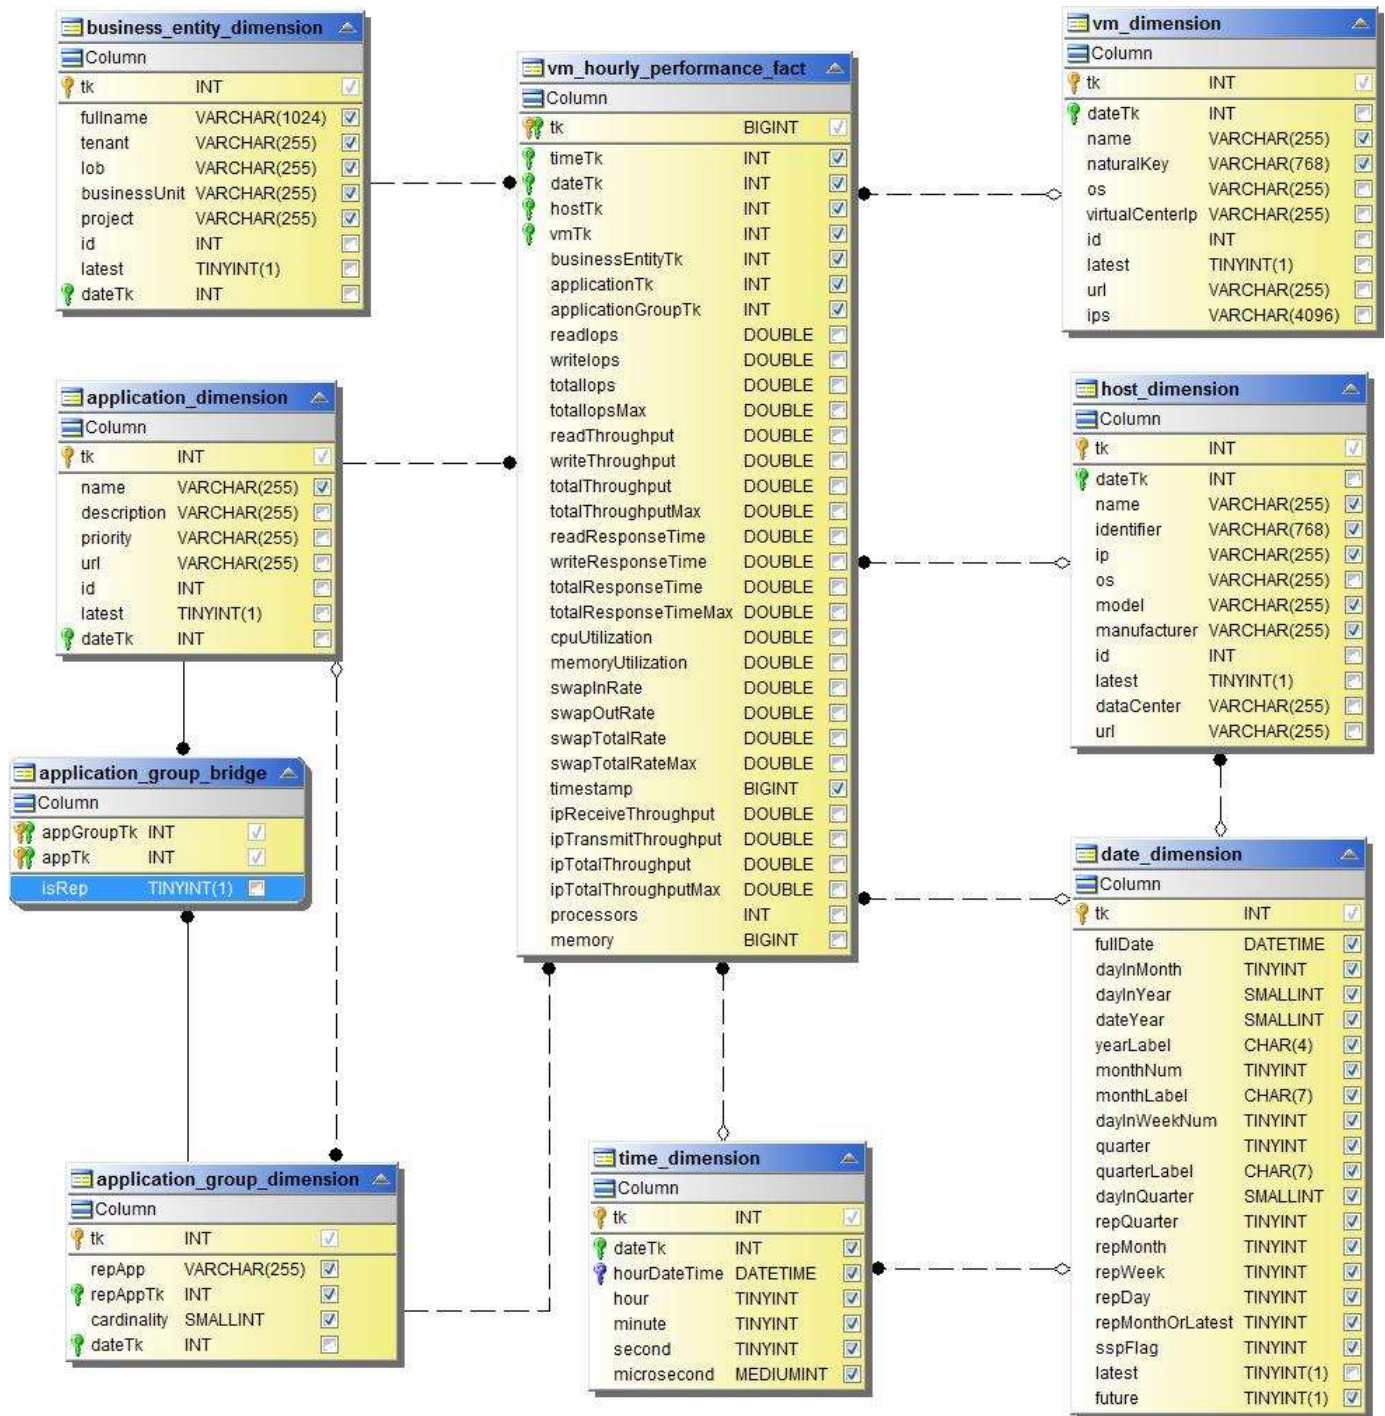 business_entity_dimension
Column
tk INT
fullname VARCHAR(1024)
tenant VARCHAR(255)
lob VARCHAR(255)
businessUnit VARCHAR(255)
project VARCHAR(255)
id INT
latest TINYINT(1)
dateTk INT
vm_hourly_performance_fact
Column
tk BIGINT
timeTk INT
dateTk INT
hostTk INT
vmTk INT
businessEntityTk INT
applicationTk INT
applicationGroupTk INT
readIops DOUBLE
writeIops DOUBLE
totalIops DOUBLE
totalIopsMax DOUBLE
readThroughput DOUBLE
writeThroughput DOUBLE
totalThroughput DOUBLE
totalThroughputMax DOUBLE
readResponseTime DOUBLE
writeResponseTime DOUBLE
totalResponseTime DOUBLE
totalResponseTimeMax DOUBLE
cpuUtilization DOUBLE
memoryUtilization DOUBLE
swapInRate DOUBLE
swapOutRate DOUBLE
swapTotalRate DOUBLE
swapTotalRateMax DOUBLE
timestamp BIGINT
ipReceiveThroughput DOUBLE
ipTransmitThroughput DOUBLE
ipTotalThroughput DOUBLE
ipTotalThroughputMax DOUBLE
processors INT
memory BIGINT
vm_dimension
Column
tk INT
dateTk INT
name VARCHAR(255)
naturalKey VARCHAR(768)
os VARCHAR(255)
virtualCenterIp VARCHAR(255)
id INT
latest TINYINT(1)
url VARCHAR(255)
ips VARCHAR(4096)
application_dimension
Column
tk INT
name VARCHAR(255)
description VARCHAR(255)
priority VARCHAR(255)
url VARCHAR(255)
id INT
latest TINYINT(1)
dateTk INT
host_dimension
Column
tk INT
dateTk INT
name VARCHAR(255)
identifier VARCHAR(768)
ip VARCHAR(255)
os VARCHAR(255)
model VARCHAR(255)
manufacturer VARCHAR(255)
id INT
latest TINYINT(1)
dataCenter VARCHAR(255)
url VARCHAR(255)
application_group_bridge
Column
appGroupTk INT
appTk INT
isRep TINYINT(1)
date_dimension
Column
tk INT
fullDate DATETIME
dayInMonth TINYINT
dayInYear SMALLINT
dateYear SMALLINT
yearLabel CHAR(4)
monthNum TINYINT
monthLabel CHAR(7)
dayInWeekNum TINYINT
quarter TINYINT
quarterLabel CHAR(7)
dayInQuarter SMALLINT
repQuarter TINYINT
repMonth TINYINT
repWeek TINYINT
repDay TINYINT
repMonthOrLatest TINYINT
sspFlag TINYINT
latest TINYINT(1)
future TINYINT(1)
application_group_dimension
Column
tk INT
repApp VARCHAR(255)
repAppTk INT
cardinality SMALLINT
dateTk INT
time_dimension
Column
tk INT
dateTk INT
hourDateTime DATETIME
hour TINYINT
minute TINYINT
second TINYINT
microsecond MEDIUMINT